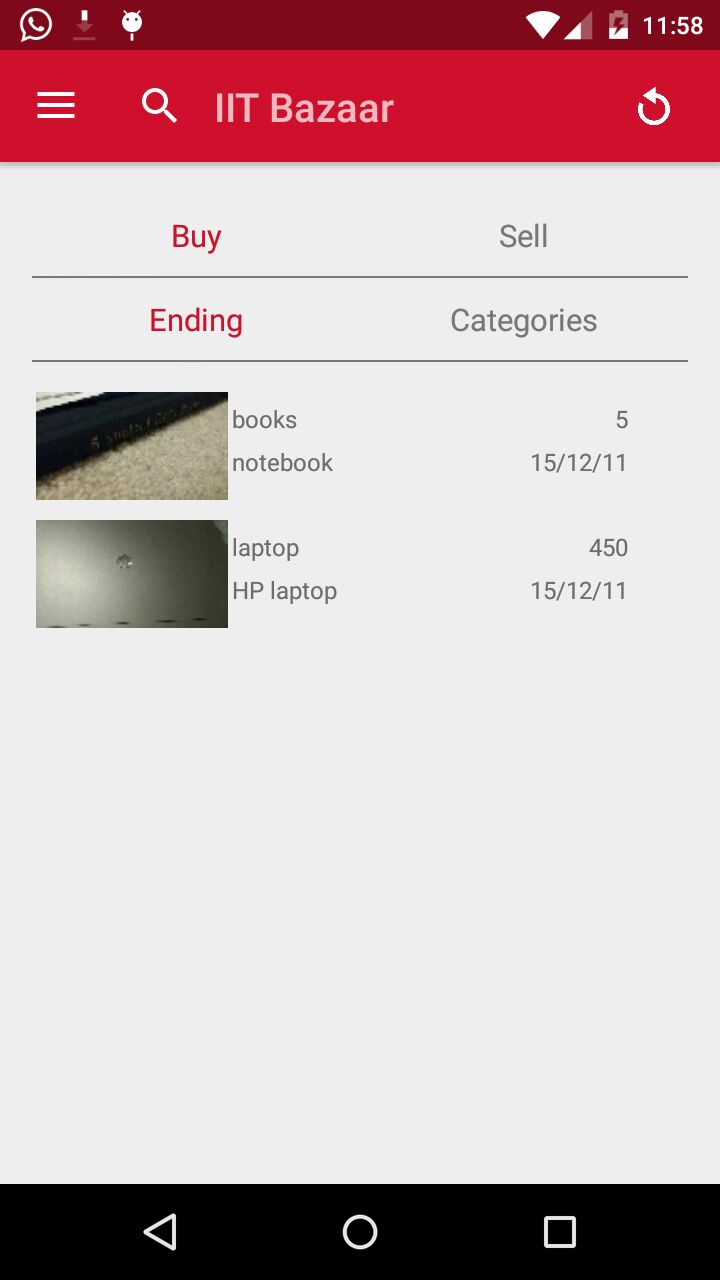 11:58
IIT Bazaar
Buy Sell
Ending Categories
books 5
notebook 15/12/11
laptop 450
HP laptop 15/12/11